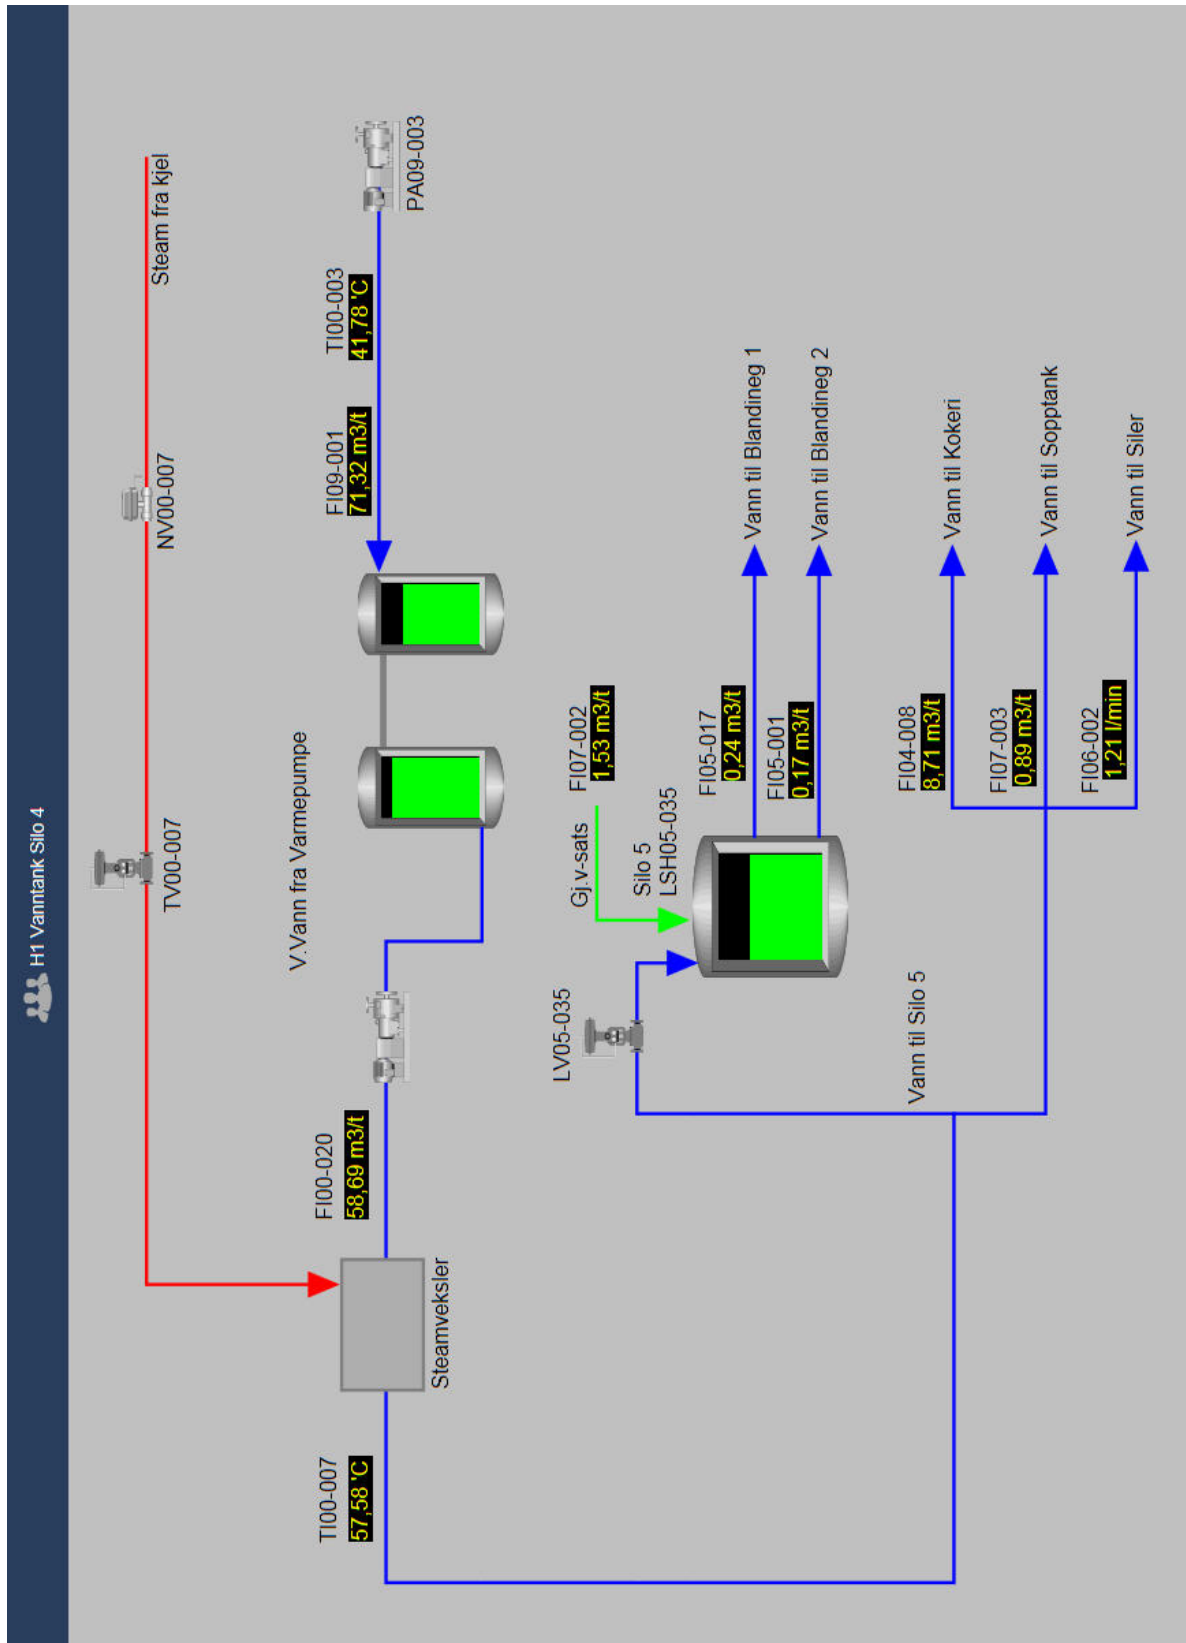 H1 Vanntank Silo 4
Steam fra kjel
NV00-007
TV00-007
PA09-003
TI00-003
41,78 'C
FI09-001
71,32 m3/t
V.Vann fra Varmepumpe
FI00-020
58,69 m3/t
Steamveksler
TI00-007
57,58 'C
FI07-002
1,53 m3/t
Gj.v-sats
Silo 5
LSH05-035
LV05-035
Vann til Silo 5
FI05-017
0,24 m3/t
Vann til Blandineg 1
FI05-001
0,17 m3/t
Vann til Blandineg 2
FI04-008
8,71 m3/t
Vann til Kokeri
FI07-003
0,89 m3/t
Vann til Sopptank
FI06-002
1,21 l/min
Vann til Siler